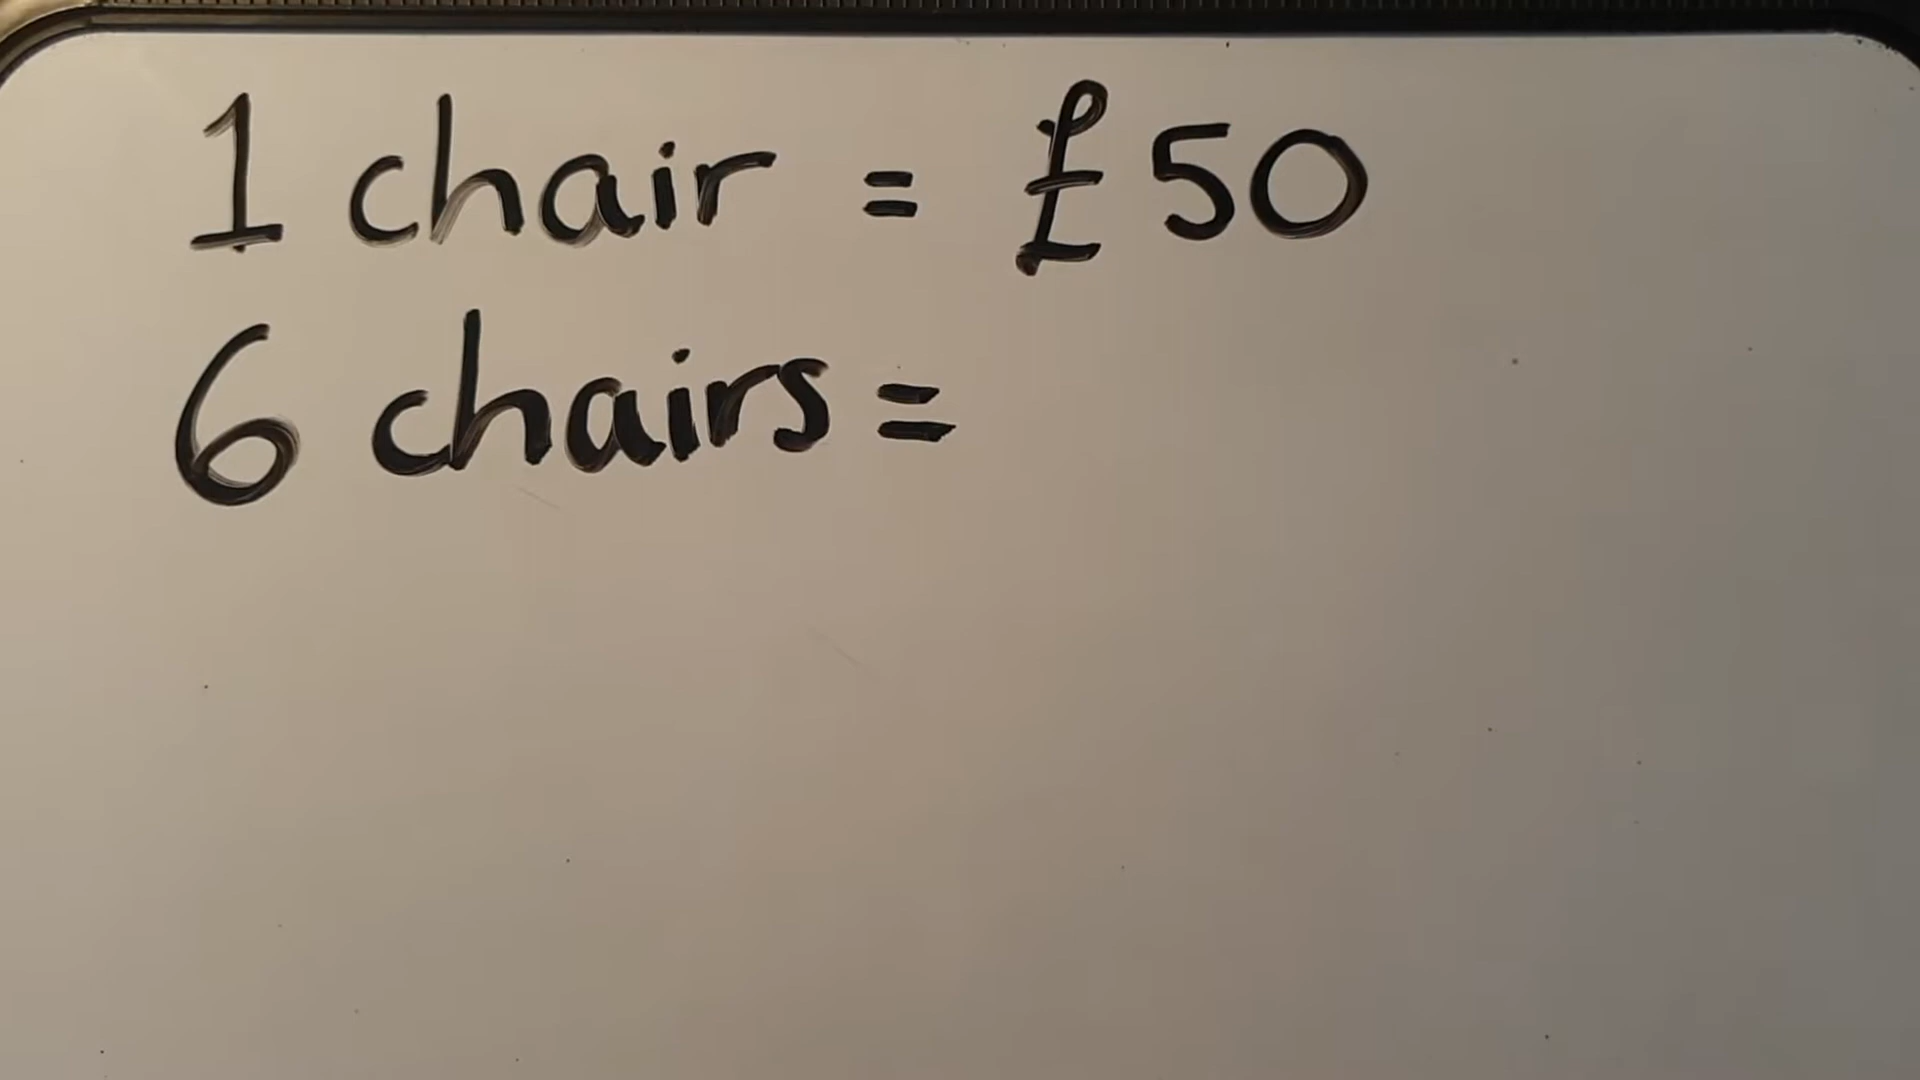 1 chair = £50
6 chairs =